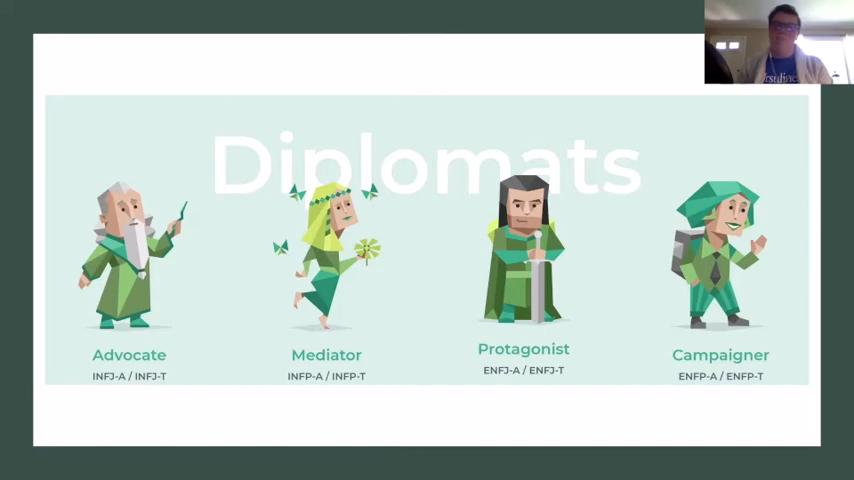 Diplomats
Advocate
INFJ-A / INFJ-T
Mediator
INFP-A / INFP-T
Protagonist
ENFJ-A / ENFJ-T
Campaigner
ENFP-A / ENFP-T